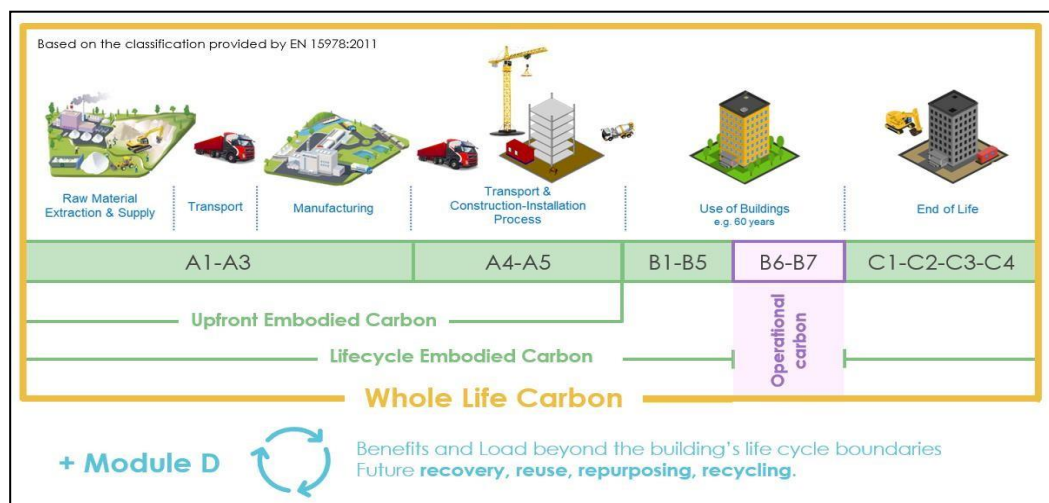 Based on the classification provided by EN 15978:2011
Raw Material
Extraction & Supply
Transport
Manufacturing
Transport &
Construction-Installation
Process
Use of Buildings
e.g. 60 years
End of Life
A1-A3
A4-A5
B1-B5
B6-B7
C1-C2-C3-C4
Upfront Embodied Carbon
Lifecycle Embodied Carbon
Operational
carbon
Whole Life Carbon
+ Module D
Benefits and Load beyond the building’s life cycle boundaries
Future recovery, reuse, repurposing, recycling.